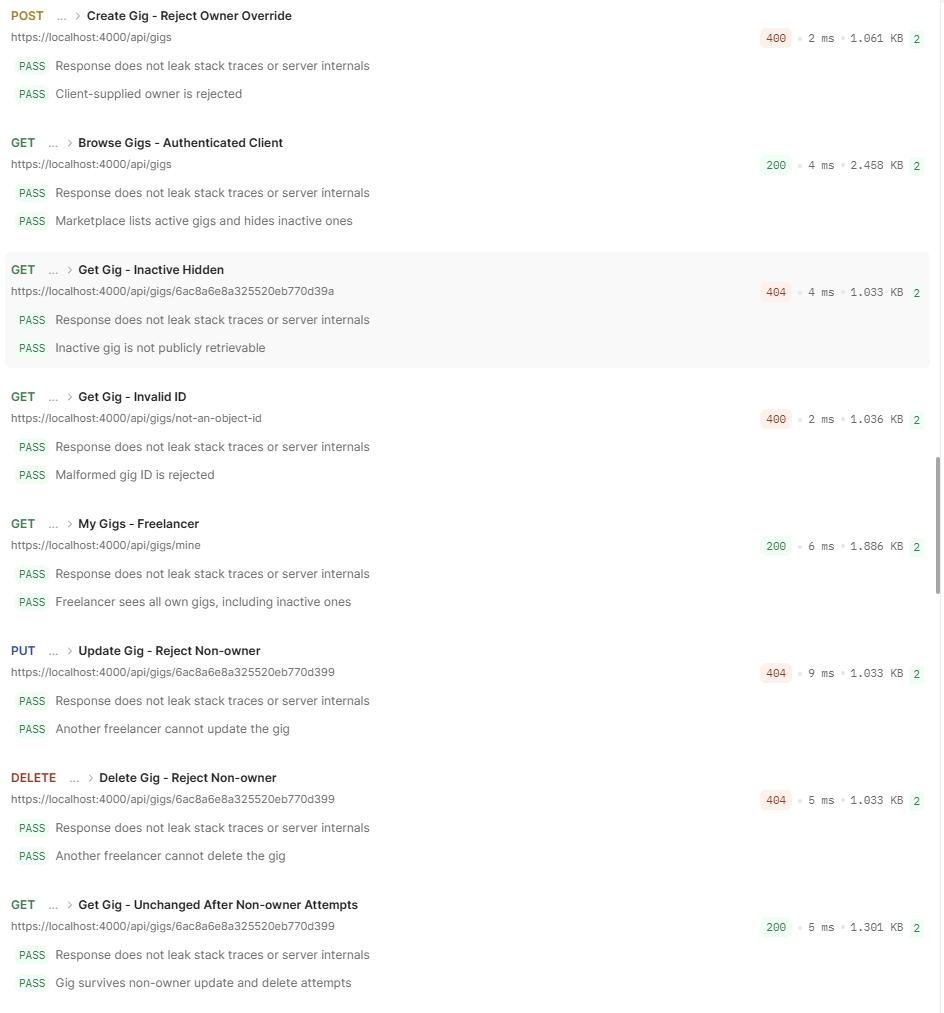 POST ... > Create Gig - Reject Owner Override
https://localhost:4000/api/gigs 400 • 2 ms • 1.061 KB 2
PASS Response does not leak stack traces or server internals
PASS Client-supplied owner is rejected
GET ... > Browse Gigs - Authenticated Client
https://localhost:4000/api/gigs 200 • 4 ms • 2.458 KB 2
PASS Response does not leak stack traces or server internals
PASS Marketplace lists active gigs and hides inactive ones
GET ... > Get Gig - Inactive Hidden
https://localhost:4000/api/gigs/6ac8a6e8a325520eb770d39a 404 • 4 ms • 1.033 KB 2
PASS Response does not leak stack traces or server internals
PASS Inactive gig is not publicly retrievable
GET ... > Get Gig - Invalid ID
https://localhost:4000/api/gigs/not-an-object-id 400 • 2 ms • 1.036 KB 2
PASS Response does not leak stack traces or server internals
PASS Malformed gig ID is rejected
GET ... > My Gigs - Freelancer
https://localhost:4000/api/gigs/mine 200 • 6 ms • 1.886 KB 2
PASS Response does not leak stack traces or server internals
PASS Freelancer sees all own gigs, including inactive ones
PUT ... > Update Gig - Reject Non-owner
https://localhost:4000/api/gigs/6ac8a6e8a325520eb770d399 404 • 9 ms • 1.033 KB 2
PASS Response does not leak stack traces or server internals
PASS Another freelancer cannot update the gig
DELETE ... > Delete Gig - Reject Non-owner
https://localhost:4000/api/gigs/6ac8a6e8a325520eb770d399 404 • 5 ms • 1.033 KB 2
PASS Response does not leak stack traces or server internals
PASS Another freelancer cannot delete the gig
GET ... > Get Gig - Unchanged After Non-owner Attempts
https://localhost:4000/api/gigs/6ac8a6e8a325520eb770d399 200 • 5 ms • 1.301 KB 2
PASS Response does not leak stack traces or server internals
PASS Gig survives non-owner update and delete attempts